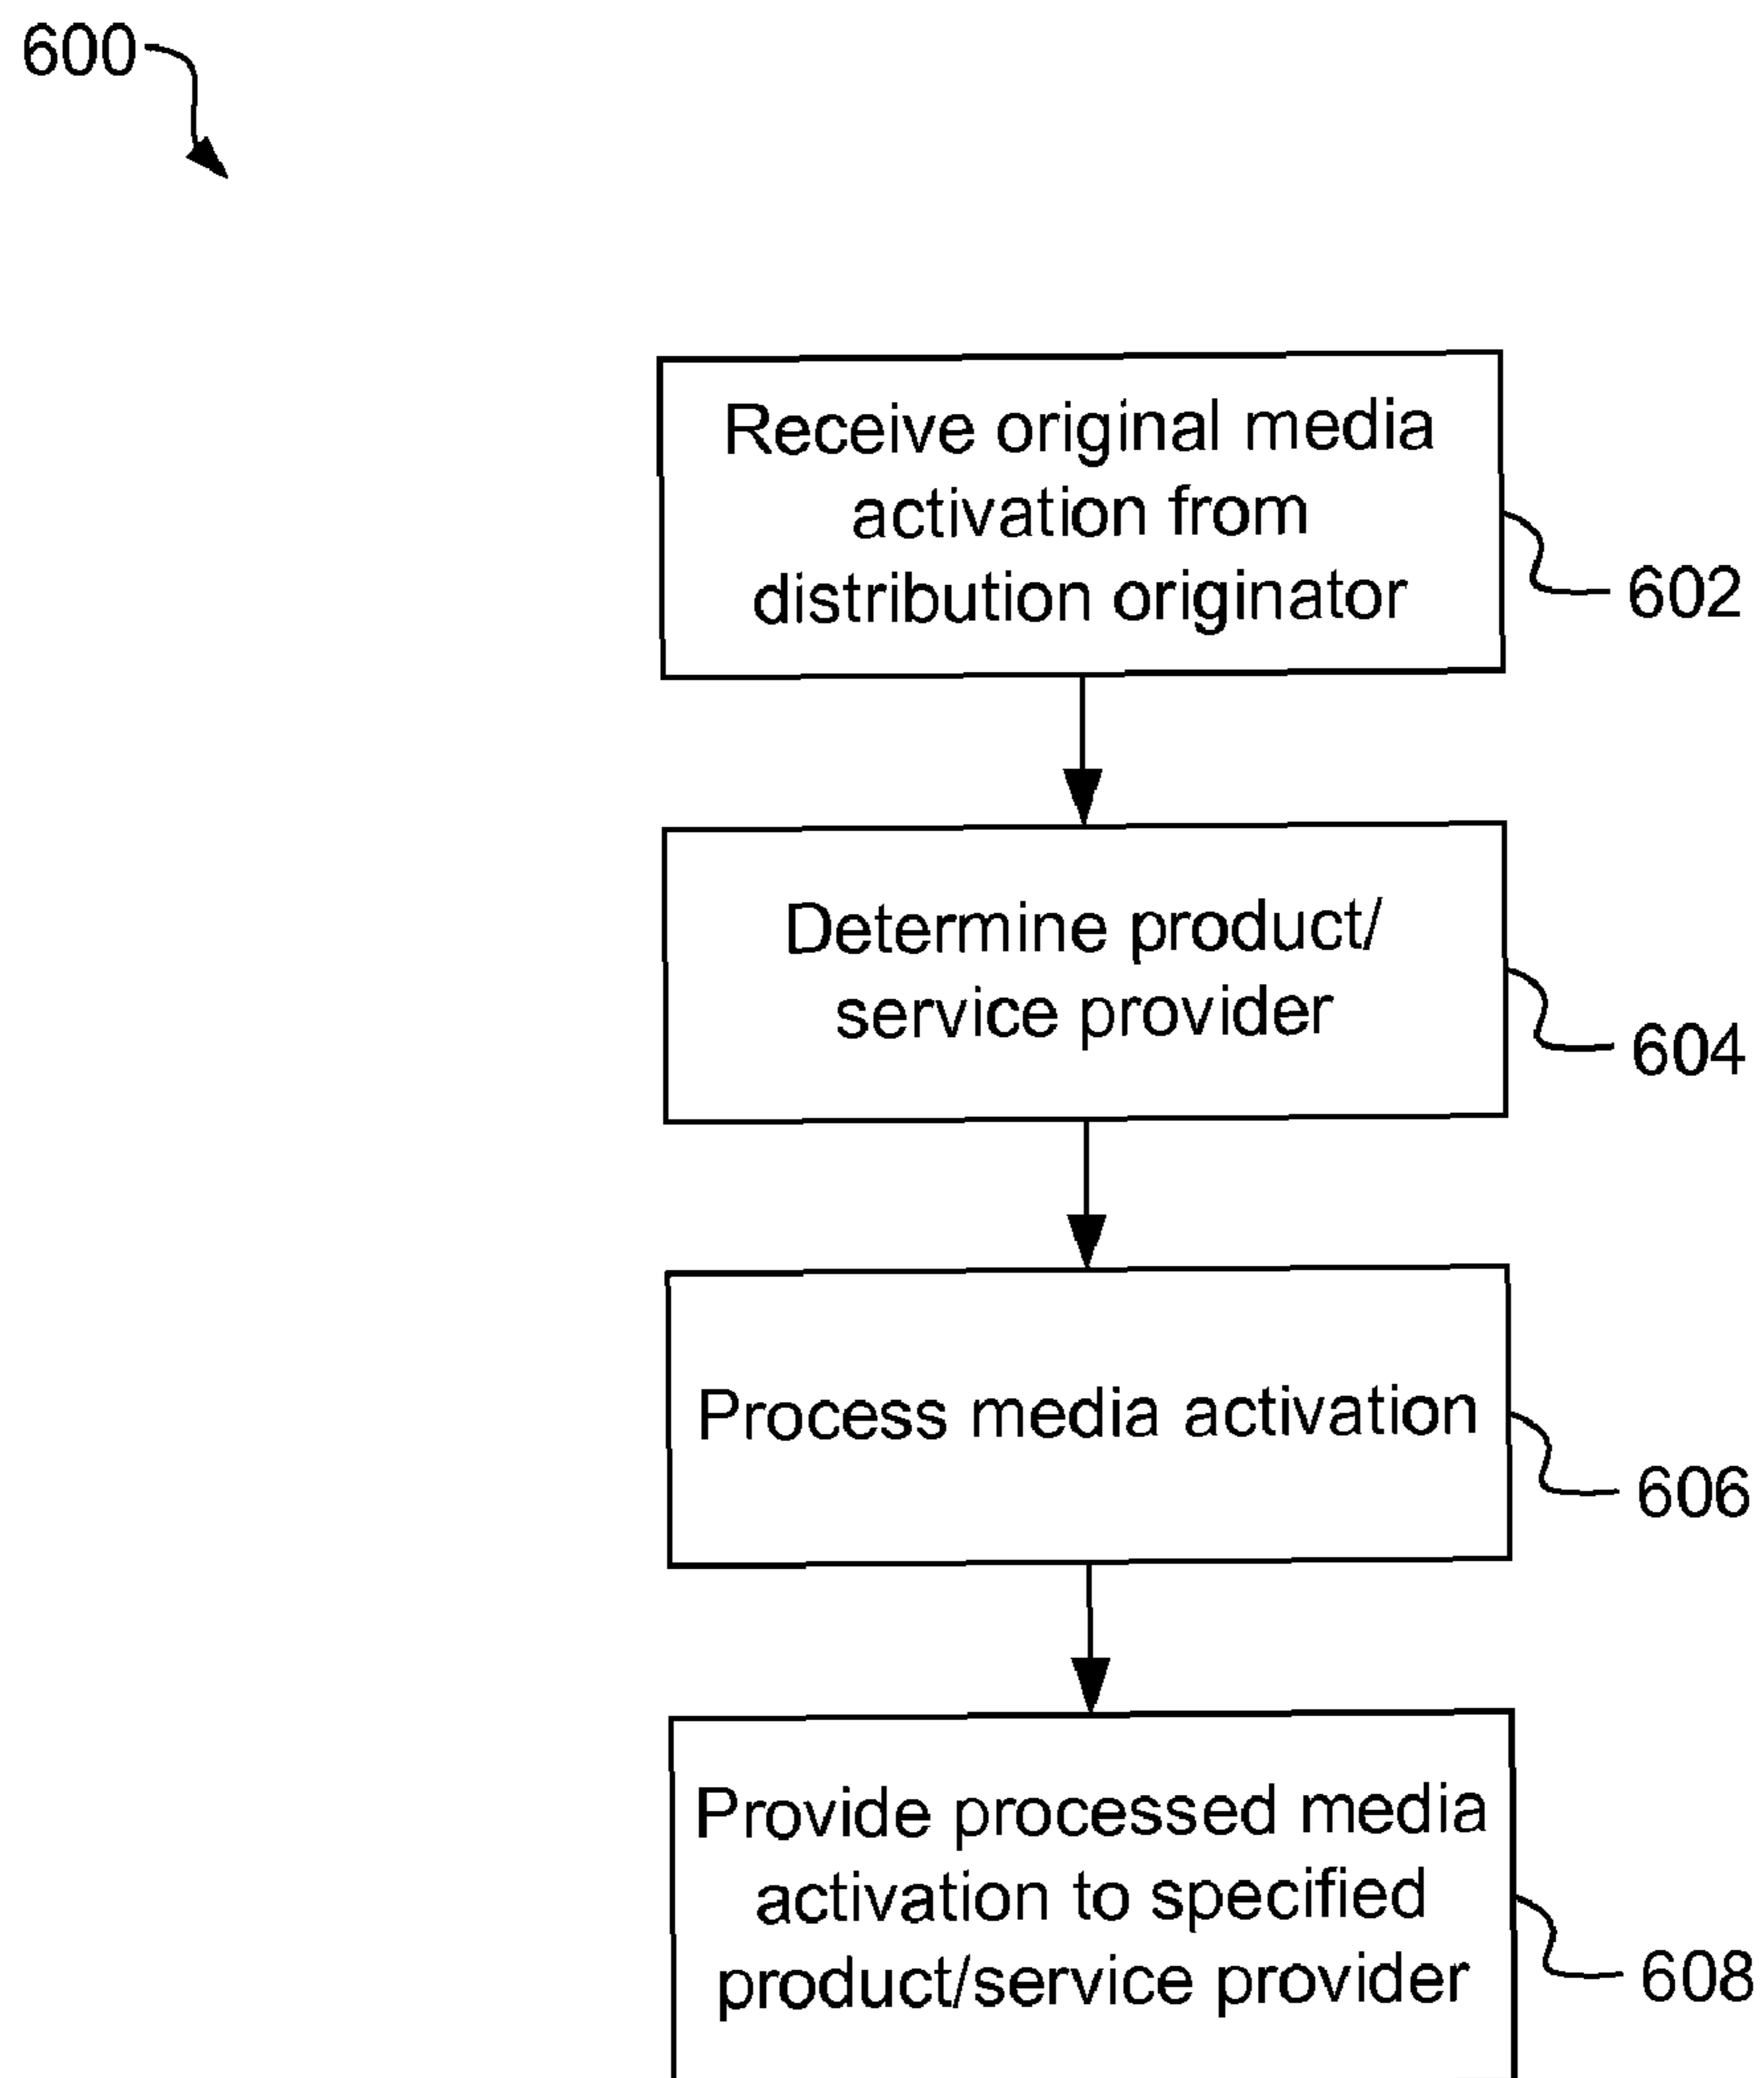 600
Receive original media
activation from
distribution originator
602
Determine product/
service provider
604
Process media activation
606
Provide processed media
activation to specified
product/service provider
608